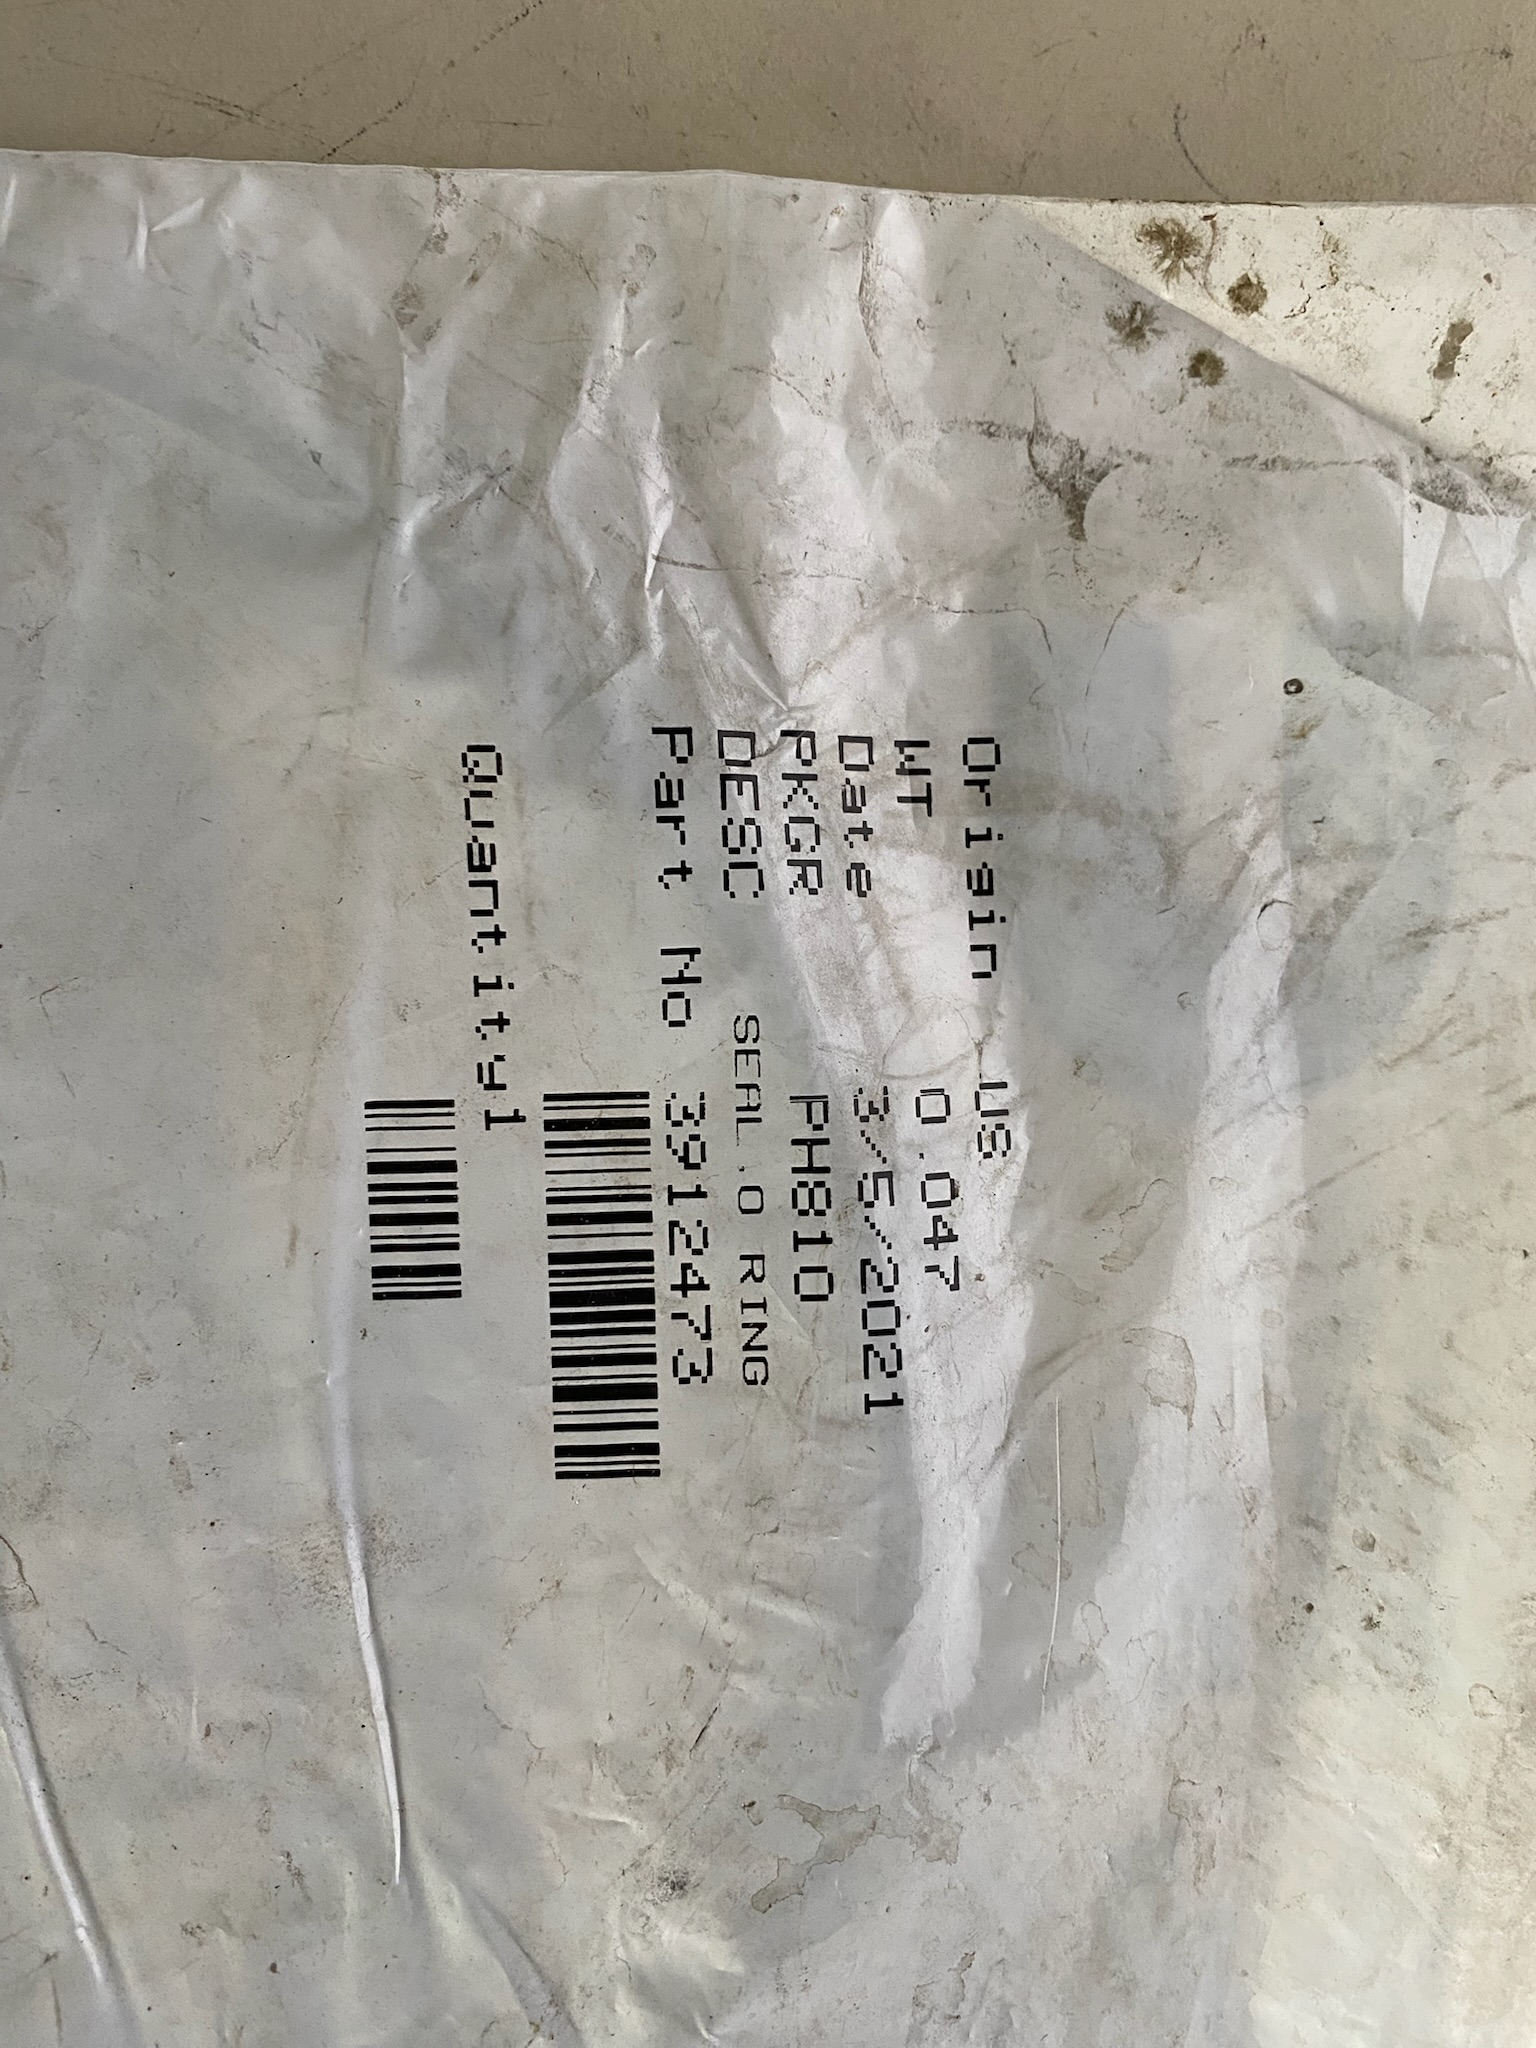 Origin US
WT 0.047
Date 3/5/2021
PKGR PH810
DESC SEAL,O RING
Part No 3912473
Quantity1